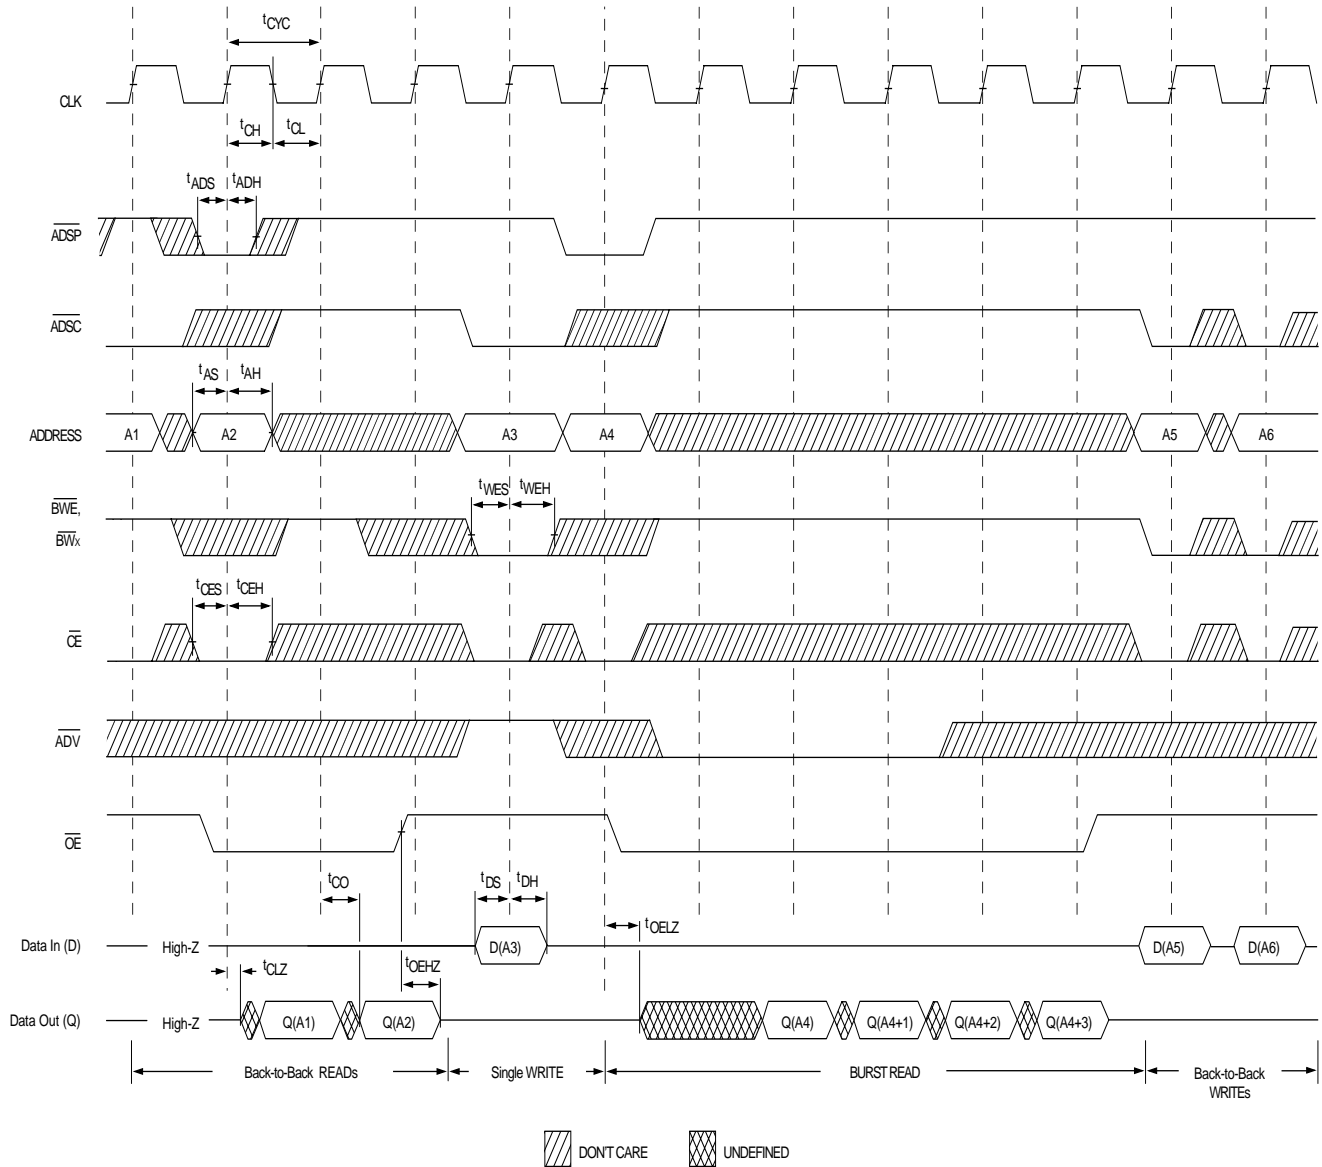 tCYC
CLK
tCH tCL
tADS tADH
ADSP
ADSC
tAS tAH
ADDRESS A1 A2 A3 A4 A5 A6
tWES tWEH
BWE,
BWx
tCES tCEH
CE
ADV
OE
tCO tDS tDH
tOELZ
Data In (D) High-Z D(A3) D(A5) D(A6)
tCLZ tOEHZ
Data Out (Q) High-Z Q(A1) Q(A2) Q(A4) Q(A4+1) Q(A4+2) Q(A4+3)
Back-to-Back READs Single WRITE BURST READ Back-to-Back
WRITEs
DON'T CARE UNDEFINED